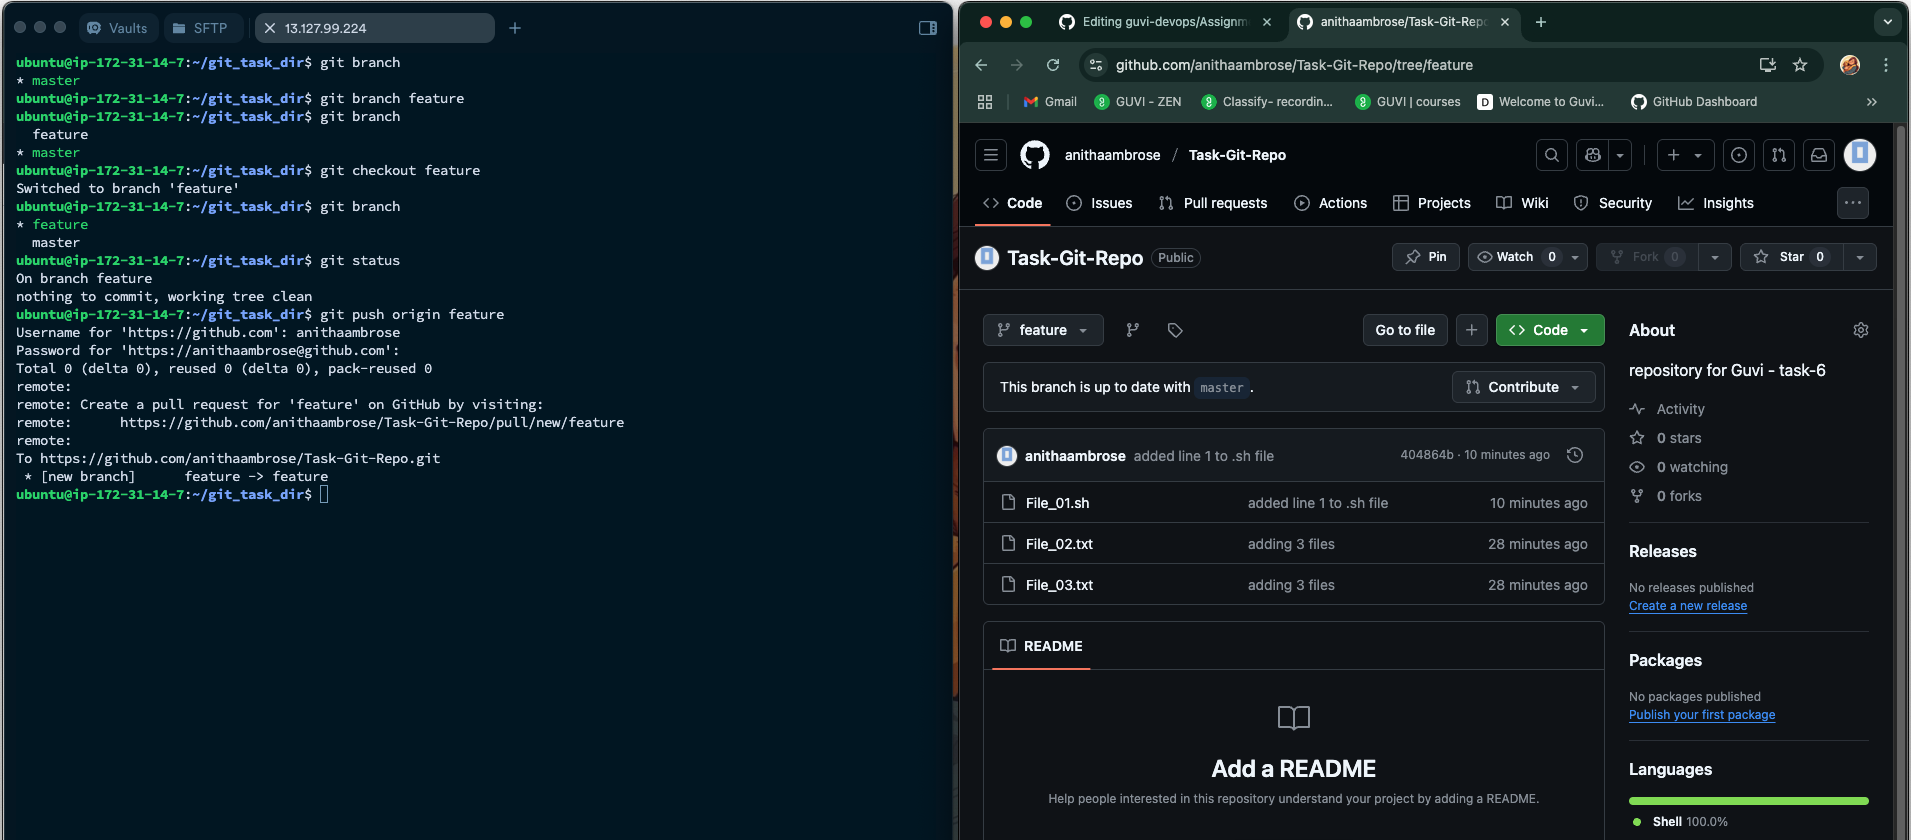 Vaults
SFTP
13.127.99.224
ubuntu@ip-172-31-14-7:~/git_task_dir$ git branch
* master
ubuntu@ip-172-31-14-7:~/git_task_dir$ git branch feature
ubuntu@ip-172-31-14-7:~/git_task_dir$ git branch
feature
* master
ubuntu@ip-172-31-14-7:~/git_task_dir$ git checkout feature
Switched to branch 'feature'
ubuntu@ip-172-31-14-7:~/git_task_dir$ git branch
* feature
master
ubuntu@ip-172-31-14-7:~/git_task_dir$ git status
On branch feature
nothing to commit, working tree clean
ubuntu@ip-172-31-14-7:~/git_task_dir$ git push origin feature
Username for 'https://github.com': anithaambrose
Password for 'https://anithaambrose@github.com':
Total 0 (delta 0), reused 0 (delta 0), pack-reused 0
remote:
remote: Create a pull request for 'feature' on GitHub by visiting:
remote:      https://github.com/anithaambrose/Task-Git-Repo/pull/new/feature
remote:
To https://github.com/anithaambrose/Task-Git-Repo.git
* [new branch]      feature -> feature
ubuntu@ip-172-31-14-7:~/git_task_dir$
Editing guvi-devops/Assignm
anithaambrose/Task-Git-Repo
github.com/anithaambrose/Task-Git-Repo/tree/feature
Gmail
GUVI - ZEN
Classify- recordin...
GUVI | courses
Welcome to Guvi...
GitHub Dashboard
anithaambrose / Task-Git-Repo
Code
Issues
Pull requests
Actions
Projects
Wiki
Security
Insights
Task-Git-Repo
Public
Pin
Watch 0
Fork 0
Star 0
feature
Go to file
Code
This branch is up to date with master .
Contribute
anithaambrose added line 1 to .sh file
404864b · 10 minutes ago
File_01.sh
added line 1 to .sh file
10 minutes ago
File_02.txt
adding 3 files
28 minutes ago
File_03.txt
adding 3 files
28 minutes ago
README
Add a README
Help people interested in this repository understand your project by adding a README.
About
repository for Guvi - task-6
Activity
0 stars
0 watching
0 forks
Releases
No releases published
Create a new release
Packages
No packages published
Publish your first package
Languages
Shell 100.0%